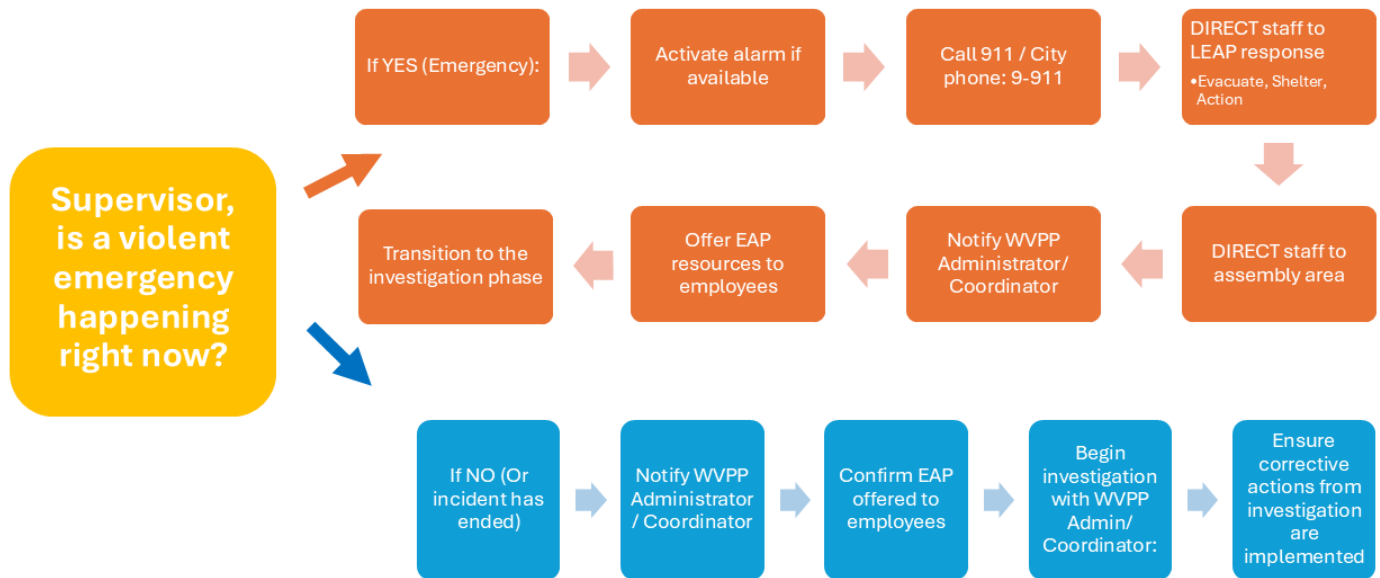 Supervisor,
is a violent
emergency
happening
right now?
If YES (Emergency):
Activate alarm if
available
Call 911 / City
phone: 9-911
DIRECT staff to
LEAP response
•Evacuate, Shelter,
Action
DIRECT staff to
assembly area
Notify WVPP
Administrator/
Coordinator
Offer EAP
resources to
employees
Transition to the
investigation phase
If NO (Or
incident has
ended)
Notify WVPP
Administrator
/ Coordinator
Confirm EAP
offered to
employees
Begin
investigation
with WVPP
Admin/
Coordinator:
Ensure
corrective
actions from
investigation
are
implemented